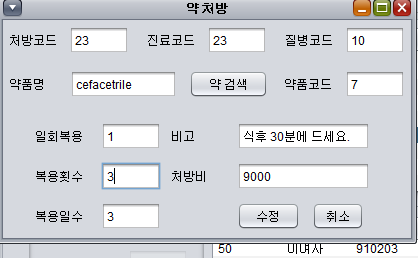 약 처방
처방코드 23 진료코드 23 질병코드 10
약품명 cefacetrile 약 검색 약품코드 7
일회복용 1 비고 식후 30분에 드세요.
복용횟수 3 처방비 9000
복용일수 3 수정 취소
50 미녀사 910203